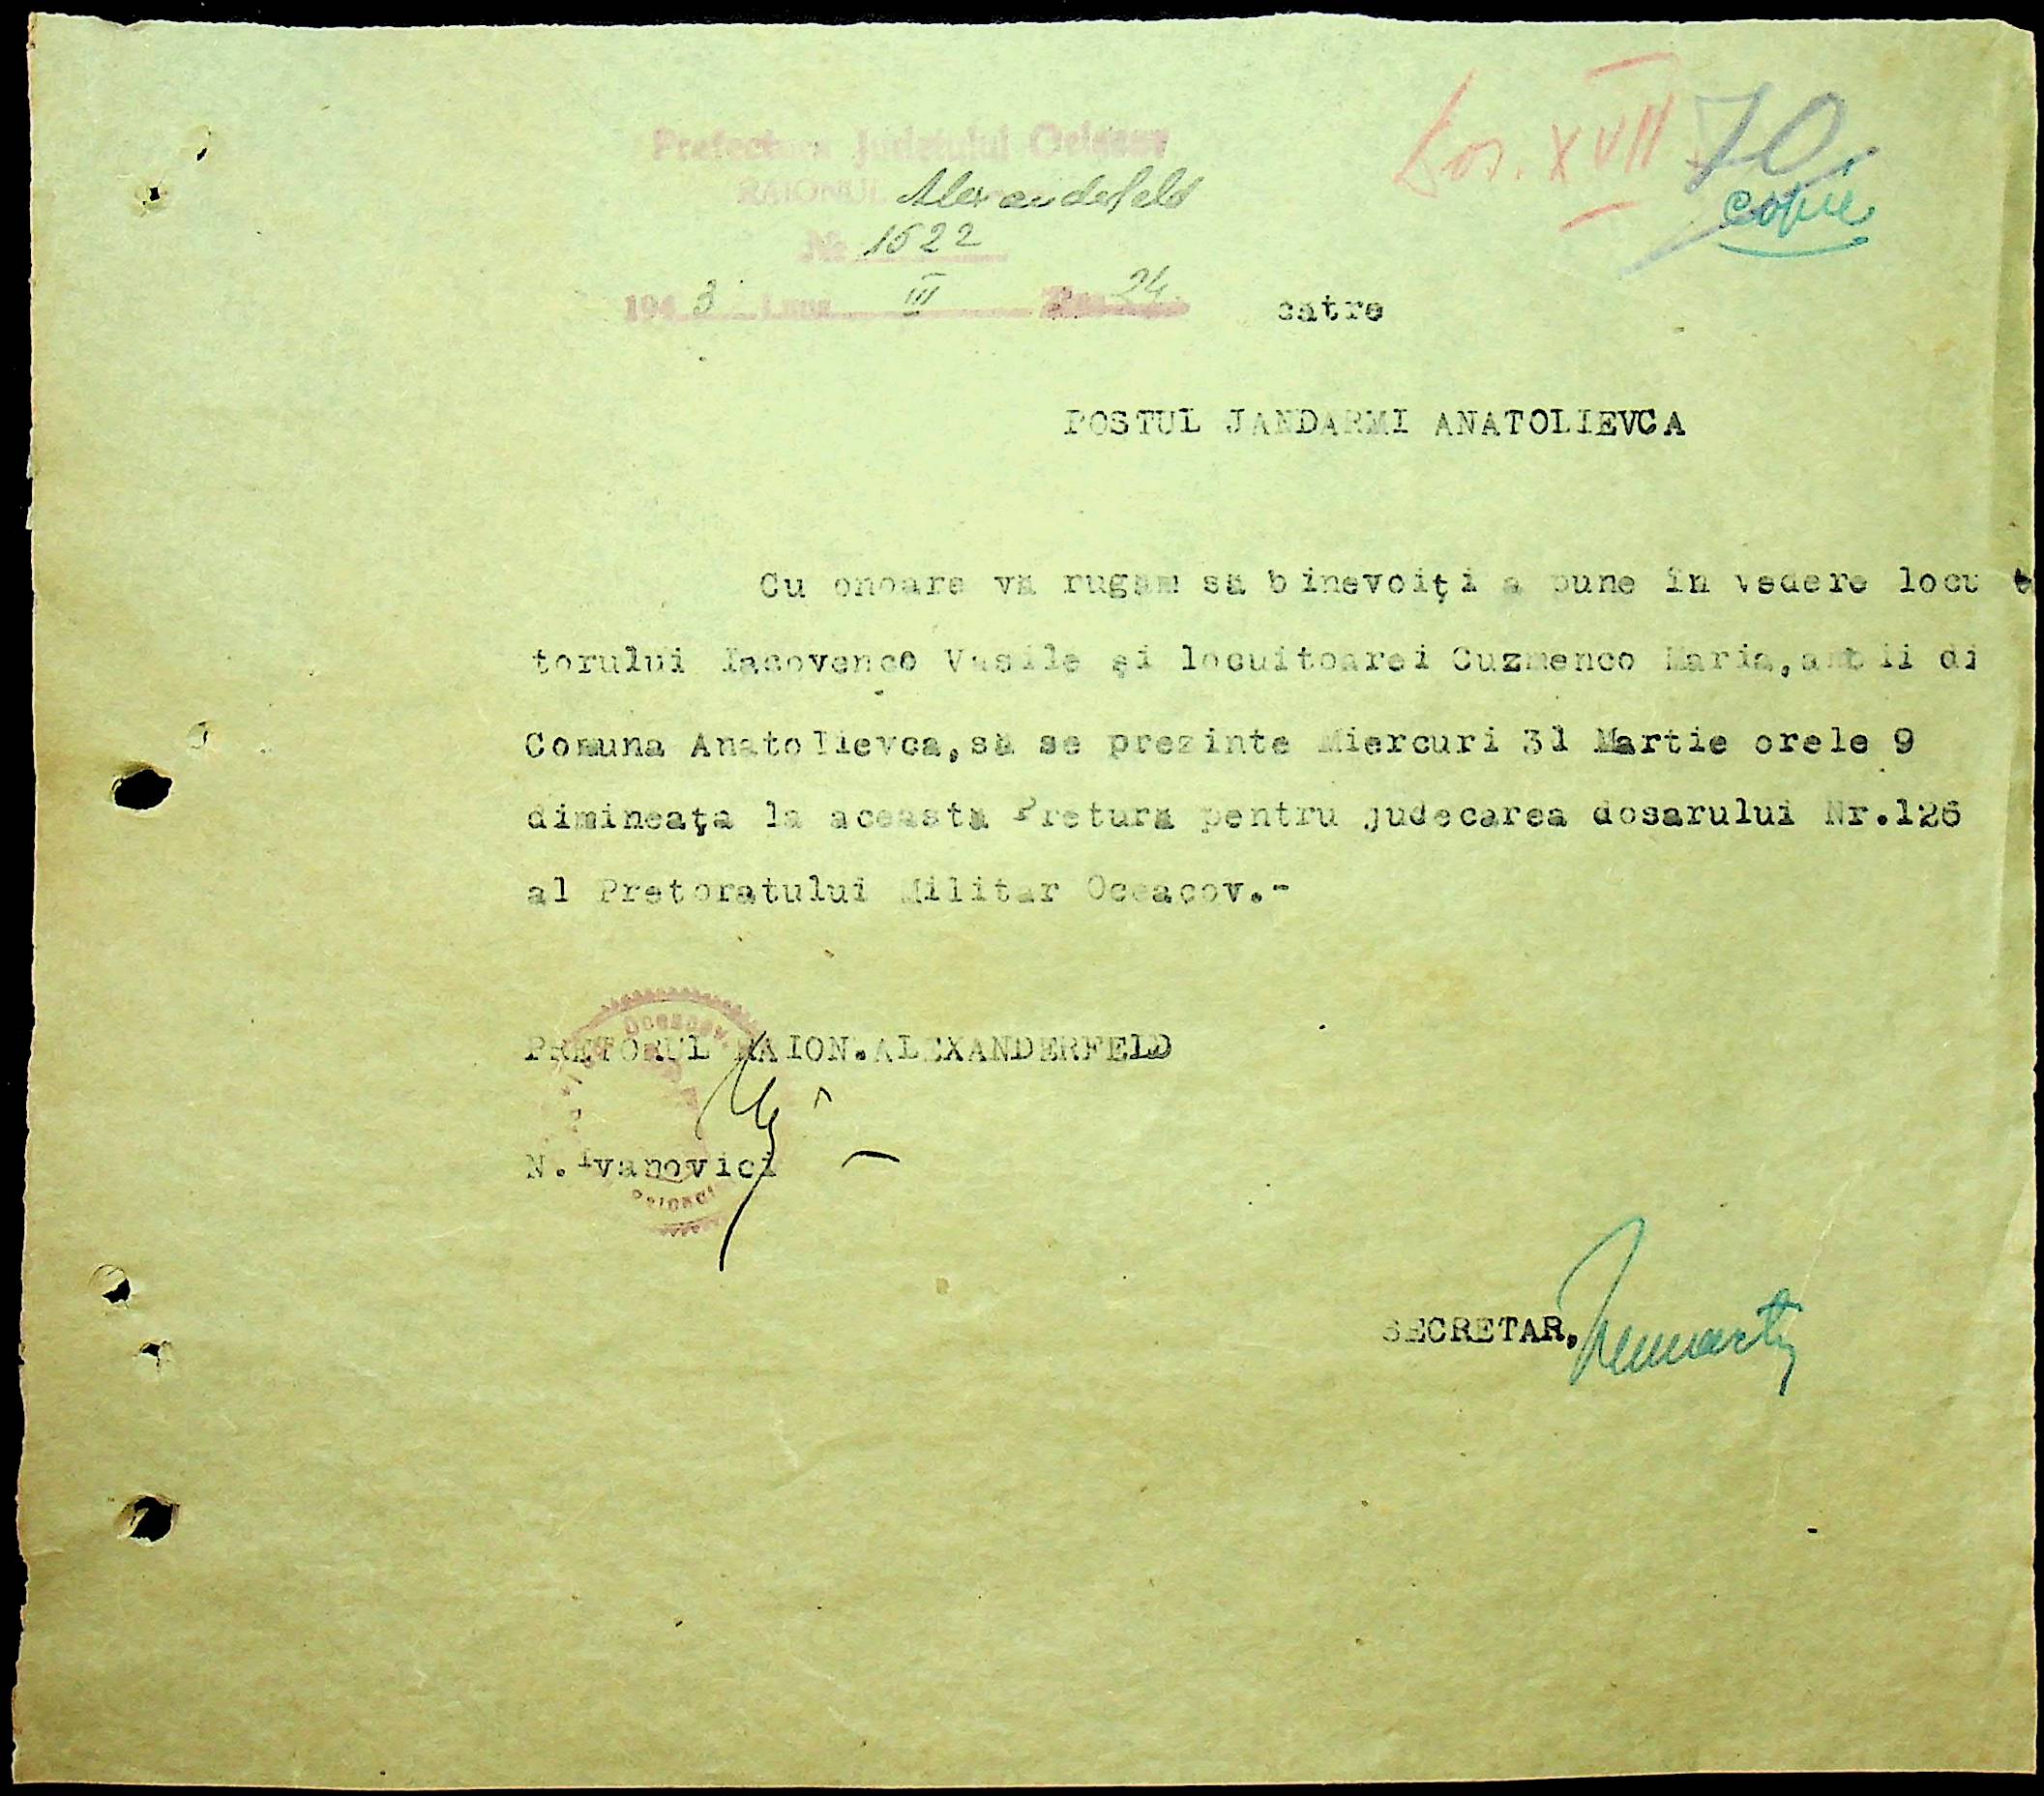 Dos. XVII 70
copie
Prefectura Judetului Oceacov
RAIONUL Alexanderfeld
No 1522
1943 Luna III Ziua 24
catre
POSTUL JANDARMI ANATOLIEVCA
Cu onoare vă rugăm să binevoiţi a pune în vedere locu
torului Iacovenco Vasile şi locuitoarei Cuzmenco Maria, ambii di
Comuna Anatolievca, să se prezinte Miercuri 31 Martie orele 9
dimineaţa la această Pretură pentru judecarea dosarului Nr.126
al Pretoratului Militar Oceacov.-
PRETORUL RAION.ALEXANDERFELD
N. Ivanovici
SECRETAR,